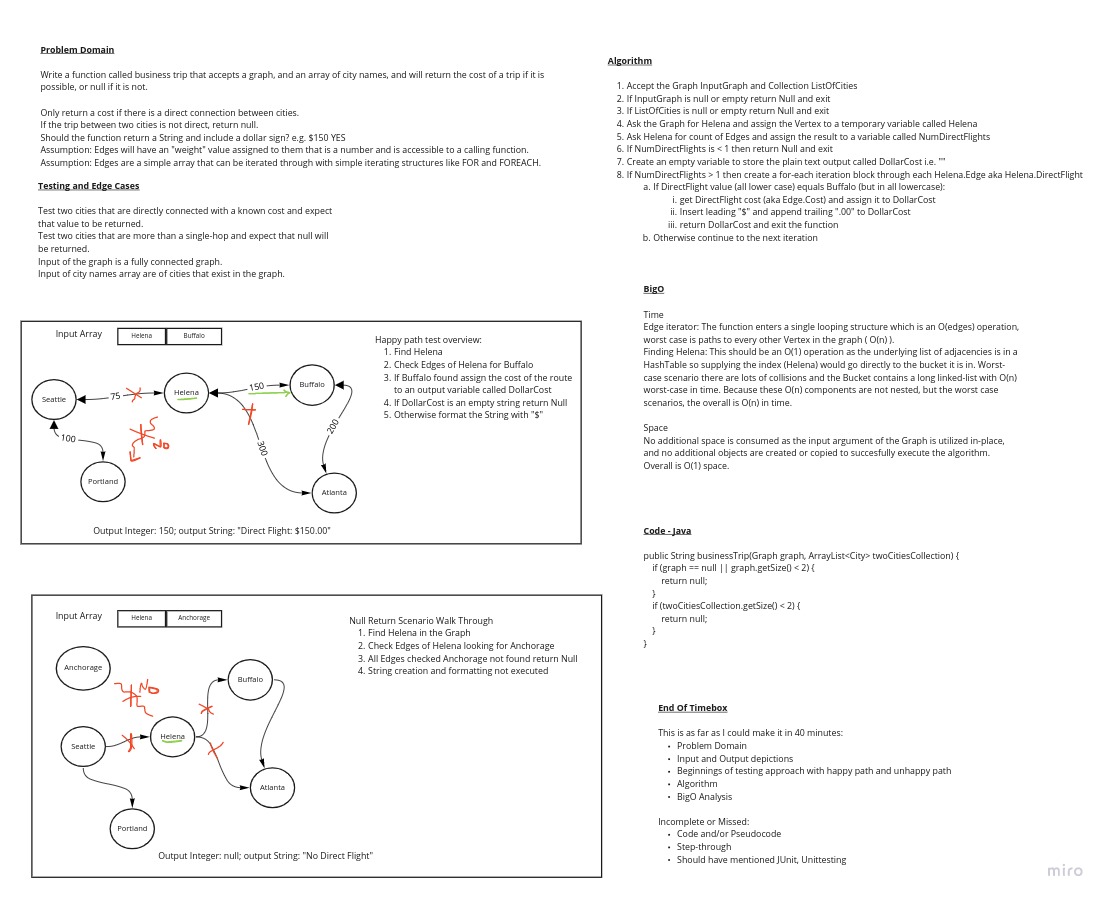 Problem Domain
Write a function called business trip that accepts a graph, and an array of city names, and will return the cost of a trip if it is
possible, or null if it is not.
Only return a cost if there is a direct connection between cities.
If the trip between two cities is not direct, return null.
Should the function return a String and include a dollar sign? e.g. $150 YES
Assumption: Edges will have an "weight" value assigned to them that is a number and is accessible to a calling function.
Assumption: Edges are a simple array that can be iterated through with simple iterating structures like FOR and FOREACH.
Testing and Edge Cases
Test two cities that are directly connected with a known cost and expect
that value to be returned.
Test two cities that are more than a single-hop and expect that null will
be returned.
Input of the graph is a fully connected graph.
Input of city names array are of cities that exist in the graph.
Input Array
Helena
Buffalo
Seattle
75
Helena
150
Buffalo
100
NO
300
200
Portland
Atlanta
Happy path test overview:
1. Find Helena
2. Check Edges of Helena for Buffalo
3. If Buffalo found assign the cost of the route
to an output variable called DollarCost
4. If DollarCost is an empty string return Null
5. Otherwise format the String with "$"
Output Integer: 150; output String: "Direct Flight: $150.00"
Input Array
Helena
Anchorage
Anchorage
NO
Buffalo
Seattle
Helena
Atlanta
Portland
Null Return Scenario Walk Through
1. Find Helena in the Graph
2. Check Edges of Helena looking for Anchorage
3. All Edges checked Anchorage not found return Null
4. String creation and formatting not executed
Output Integer: null; output String: "No Direct Flight"
Algorithm
1. Accept the Graph InputGraph and Collection ListOfCities
2. If InputGraph is null or empty return Null and exit
3. If ListOfCities is null or empty return Null and exit
4. Ask the Graph for Helena and assign the Vertex to a temporary variable called Helena
5. Ask Helena for count of Edges and assign the result to a variable called NumDirectFlights
6. If NumDirectFlights is < 1 then return Null and exit
7. Create an empty variable to store the plain text output called DollarCost i.e. ""
8. If NumDirectFlights > 1 then create a for-each iteration block through each Helena.Edge aka Helena.DirectFlight
a. If DirectFlight value (all lower case) equals Buffalo (but in all lowercase):
i. get DirectFlight cost (aka Edge.Cost) and assign it to DollarCost
ii. Insert leading "$" and append trailing ".00" to DollarCost
iii. return DollarCost and exit the function
b. Otherwise continue to the next iteration
BigO
Time
Edge iterator: The function enters a single looping structure which is an O(edges) operation,
worst case is paths to every other Vertex in the graph ( O(n) ).
Finding Helena: This should be an O(1) operation as the underlying list of adjacencies is in a
HashTable so supplying the index (Helena) would go directly to the bucket it is in. Worst-
case scenario there are lots of collisions and the Bucket contains a long linked-list with O(n)
worst-case in time. Because these O(n) components are not nested, but the worst case
scenarios, the overall is O(n) in time.
Space
No additional space is consumed as the input argument of the Graph is utilized in-place,
and no additional objects are created or copied to succesfully execute the algorithm.
Overall is O(1) space.
Code - Java
public String businessTrip(Graph graph, ArrayList<City> twoCitiesCollection) {
if (graph == null || graph.getSize() < 2) {
return null;
}
if (twoCitiesCollection.getSize() < 2) {
return null;
}
}
End Of Timebox
This is as far as I could make it in 40 minutes:
• Problem Domain
• Input and Output depictions
• Beginnings of testing approach with happy path and unhappy path
• Algorithm
• BigO Analysis
Incomplete or Missed:
• Code and/or Pseudocode
• Step-through
• Should have mentioned JUnit, Unittesting
miro